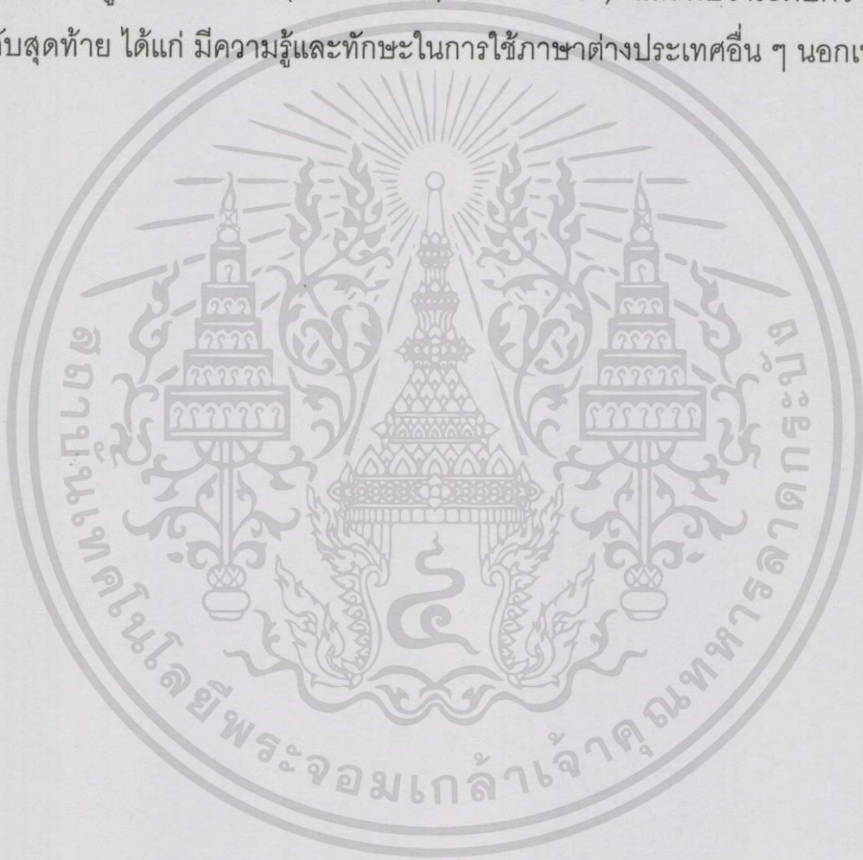 บสุดท้าย ได้แก่ มีความรู้และทักษะในการใช้ภาษาต่างประเทศอื่น ๆ นอกเ
สถาบันเทคโนโลยีพระจอมเกล้าเจ้าคุณทหารลาดกระบัง
๔